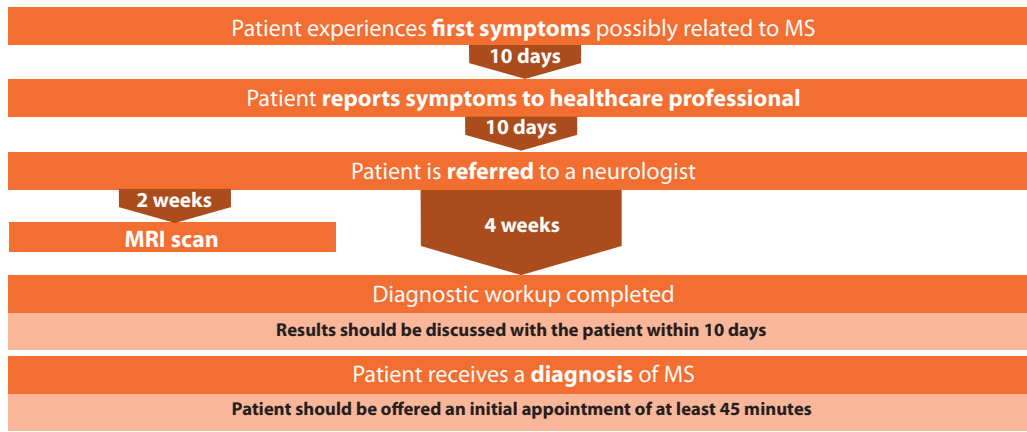 Patient experiences first symptoms possibly related to MS
10 days
Patient reports symptoms to healthcare professional
10 days
Patient is referred to a neurologist
2 weeks
4 weeks
MRI scan
Diagnostic workup completed
Results should be discussed with the patient within 10 days
Patient receives a diagnosis of MS
Patient should be offered an initial appointment of at least 45 minutes